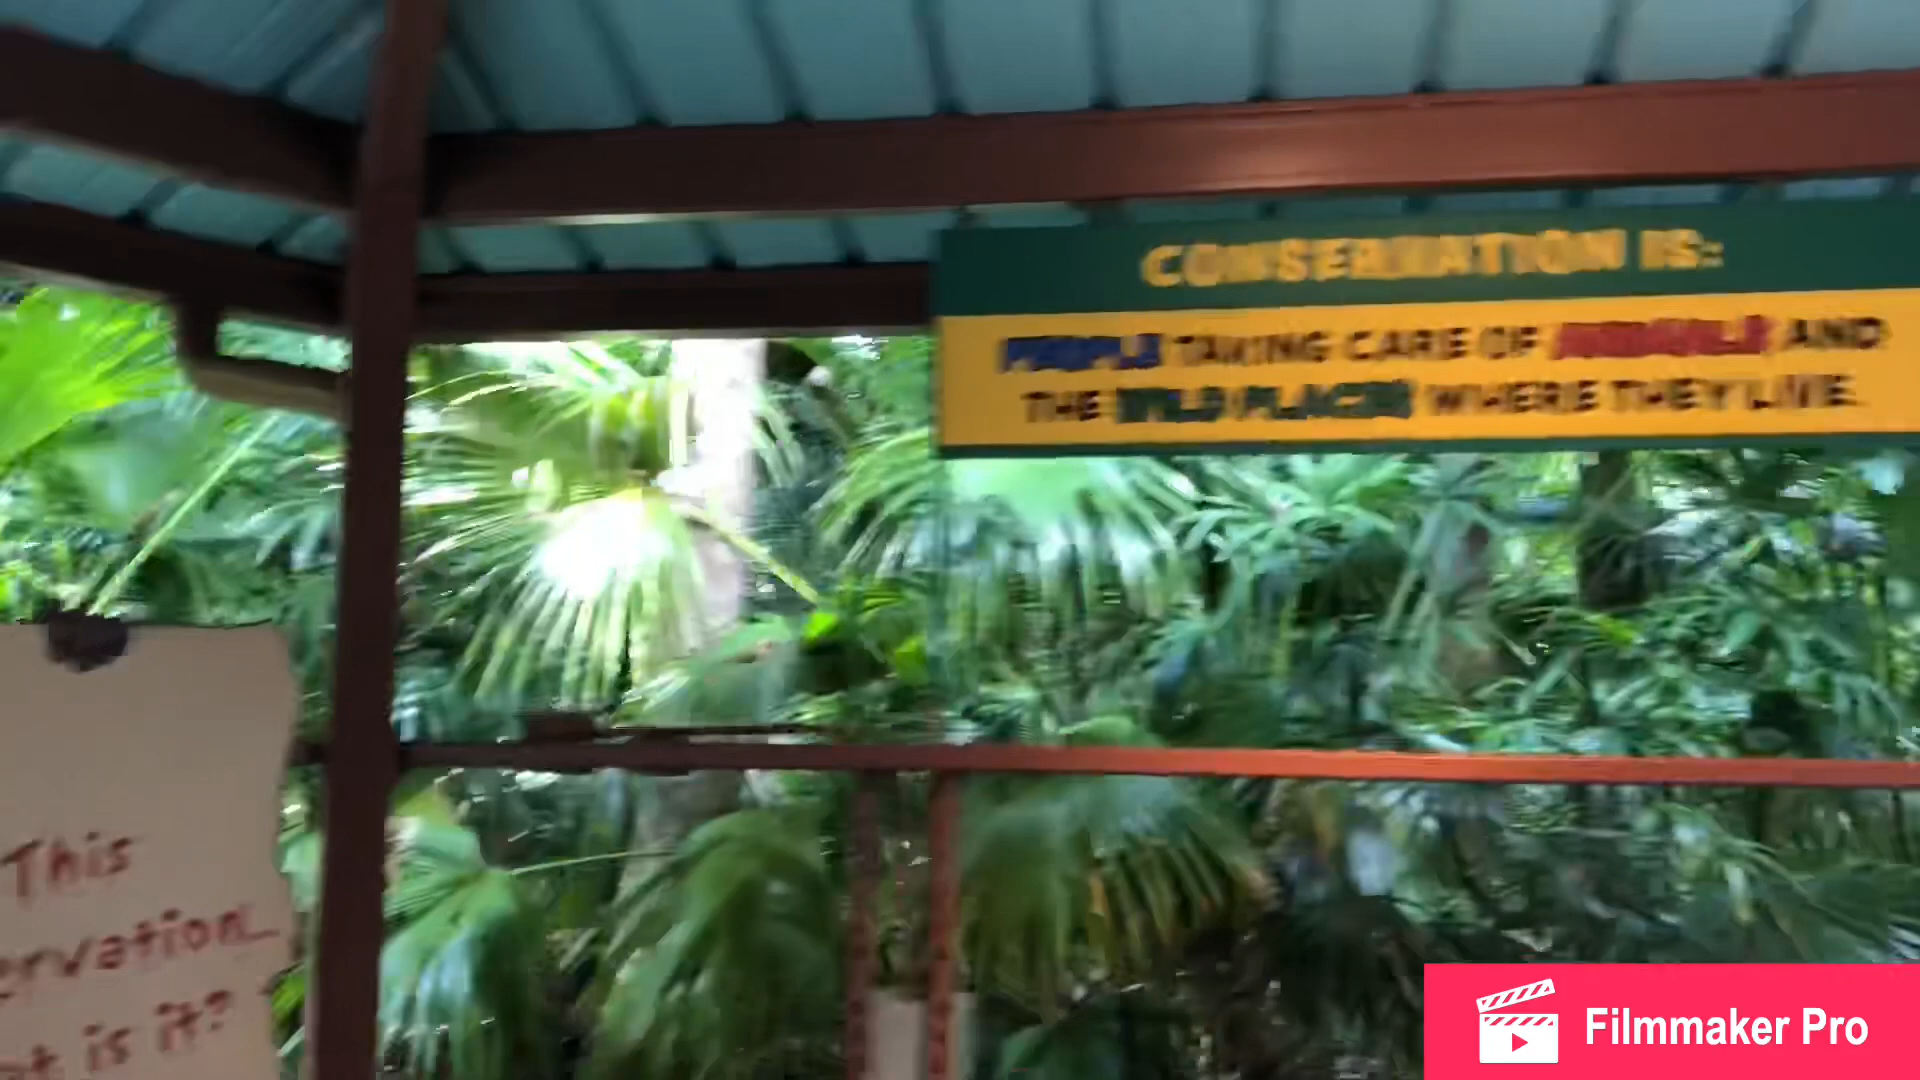 CONSERVATION IS:
PEOPLE TAKING CARE OF ANIMALS AND
THE WILD PLACES WHERE THEY LIVE.
This
ervation
is it?
Filmmaker Pro